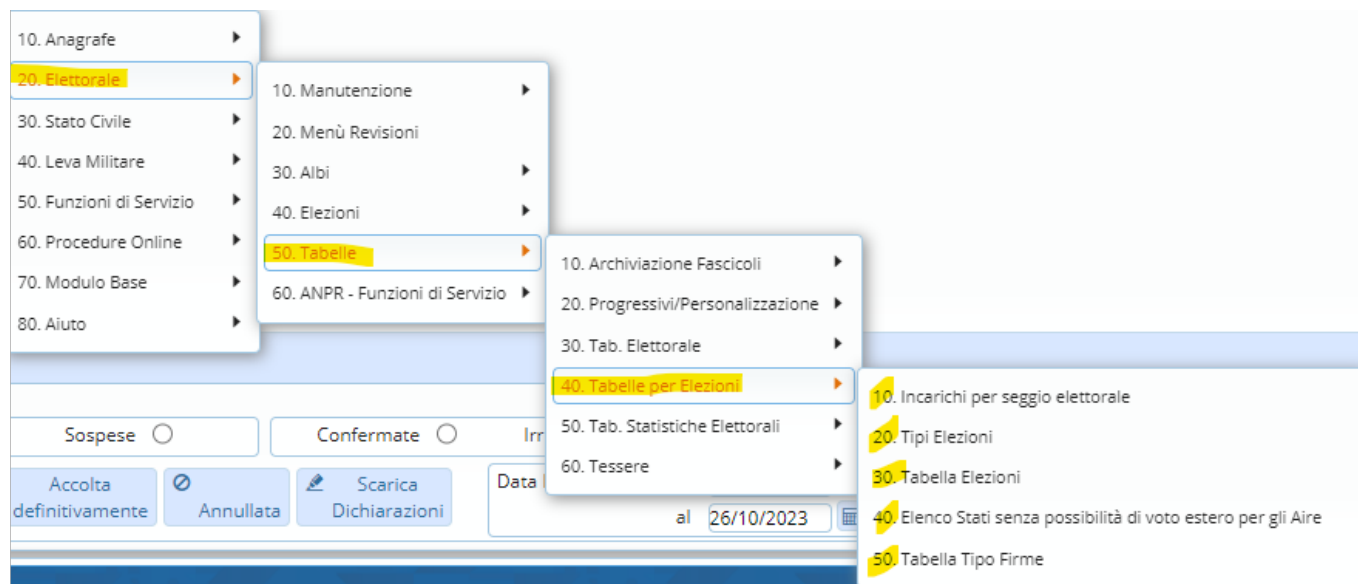 10. Anagrafe
20. Elettorale
30. Stato Civile
40. Leva Militare
50. Funzioni di Servizio
60. Procedure Online
70. Modulo Base
80. Aiuto
10. Manutenzione
20. Menù Revisioni
30. Albi
40. Elezioni
50. Tabelle
60. ANPR - Funzioni di Servizio
10. Archiviazione Fascicoli
20. Progressivi/Personalizzazione
30. Tab. Elettorale
40. Tabelle per Elezioni
50. Tab. Statistiche Elettorali
60. Tessere
10. Incarichi per seggio elettorale
20. Tipi Elezioni
30. Tabella Elezioni
40. Elenco Stati senza possibilità di voto estero per gli Aire
50. Tabella Tipo Firme
Sospese
Confermate
Irr
Accolta
definitivamente
Annullata
Scarica
Dichiarazioni
Data
al 26/10/2023